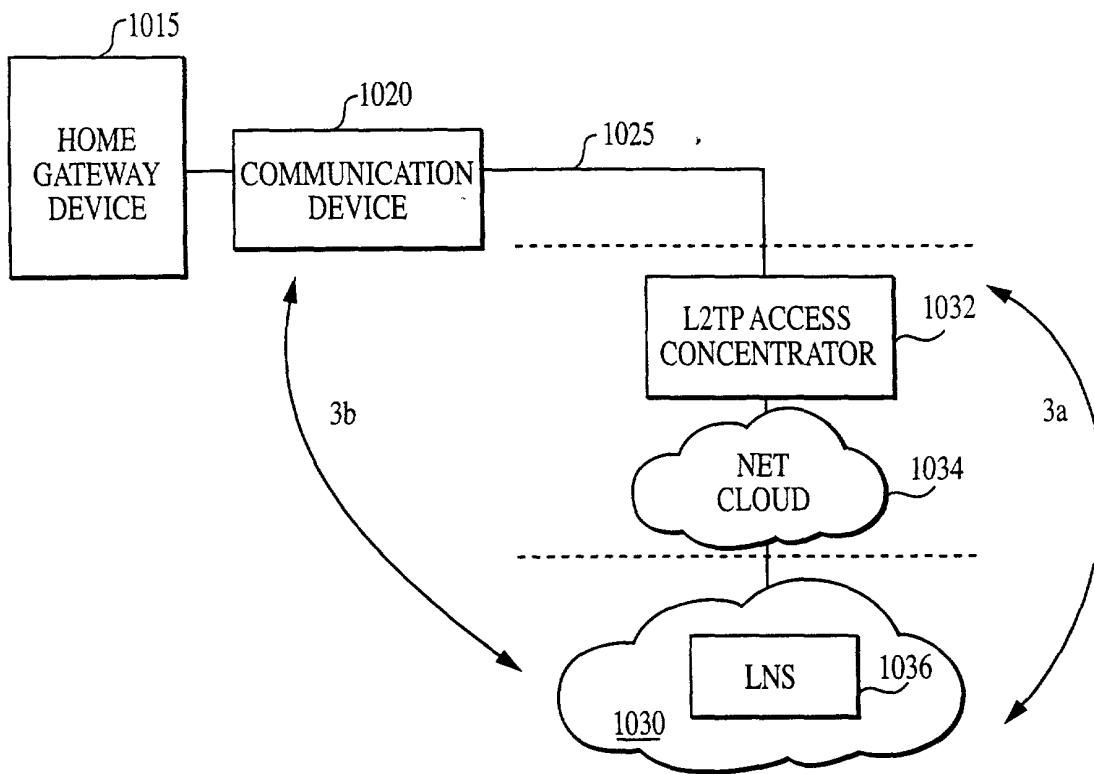 1015
HOME
GATEWAY
DEVICE
1020
COMMUNICATION
DEVICE
1025
L2TP ACCESS
CONCENTRATOR
1032
3b
3a
NET
CLOUD
1034
LNS
1036
1030